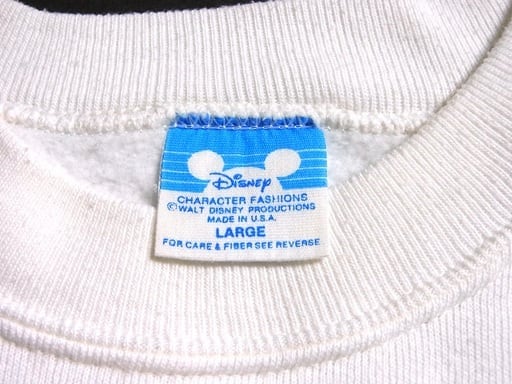 Disney
CHARACTER FASHIONS
©WALT DISNEY PRODUCTIONS
MADE IN U.S.A.
LARGE
FOR CARE & FIBER SEE REVERSE